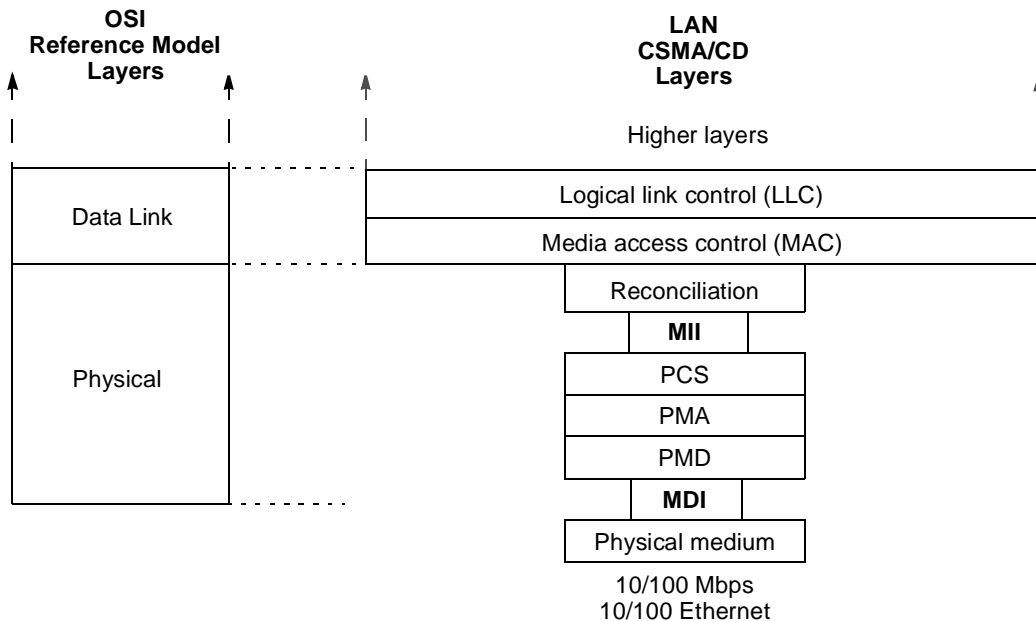 OSI
Reference Model
Layers
LAN
CSMA/CD
Layers
Higher layers
Data Link
Logical link control (LLC)
Media access control (MAC)
Physical
Reconciliation
MII
PCS
PMA
PMD
MDI
Physical medium
10/100 Mbps
10/100 Ethernet